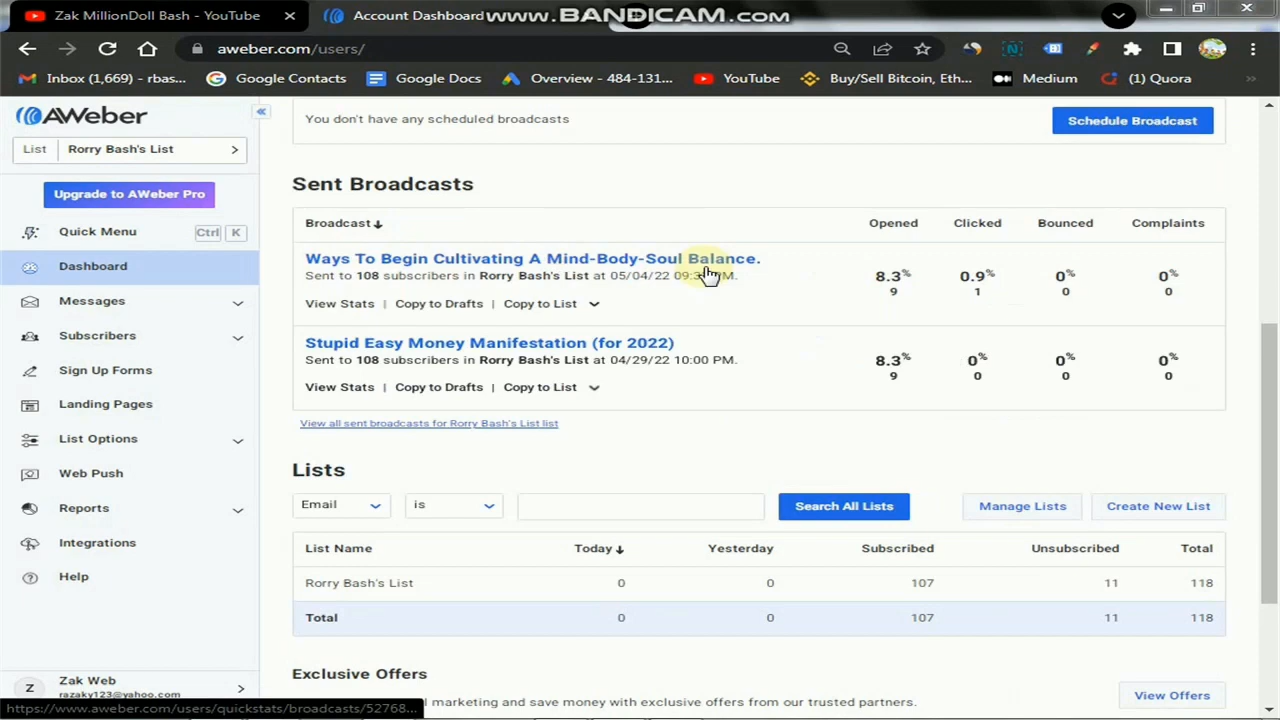 Zak MillionDoll Bash - YouTube
Account Dashboard
www.BANDICAM.com
aweber.com/users/
Inbox (1,669) - rbas...
Google Contacts
Google Docs
Overview - 484-131...
YouTube
Buy/Sell Bitcoin, Eth...
Medium
(1) Quora
AWeber
List Rorry Bash's List
Upgrade to AWeber Pro
Quick Menu Ctrl K
Dashboard
Messages
Subscribers
Sign Up Forms
Landing Pages
List Options
Web Push
Reports
Integrations
Help
Zak Web
Z
razaky123@yahoo.com
https://www.aweber.com/users/quickstats/broadcasts/52768...
You don't have any scheduled broadcasts
Schedule Broadcast
Sent Broadcasts
Broadcast Opened Clicked Bounced Complaints
Ways To Begin Cultivating A Mind-Body-Soul Balance.
Sent to 108 subscribers in Rorry Bash's List at 05/04/22 PM.
8.3% 0.9% 0% 0%
9 1 0 0
View Stats | Copy to Drafts | Copy to List
Stupid Easy Money Manifestation (for 2022)
Sent to 108 subscribers in Rorry Bash's List at 04/29/22 10:00 PM.
8.3% 0% 0% 0%
9 0 0 0
View Stats | Copy to Drafts | Copy to List
View all sent broadcasts for Rorry Bash's List list
Lists
Email is Search All Lists Manage Lists Create New List
List Name Today Yesterday Subscribed Unsubscribed Total
Rorry Bash's List 0 0 107 11 118
Total 0 0 107 11 118
Exclusive Offers
marketing and save money with exclusive offers from our trusted partners.
View Offers